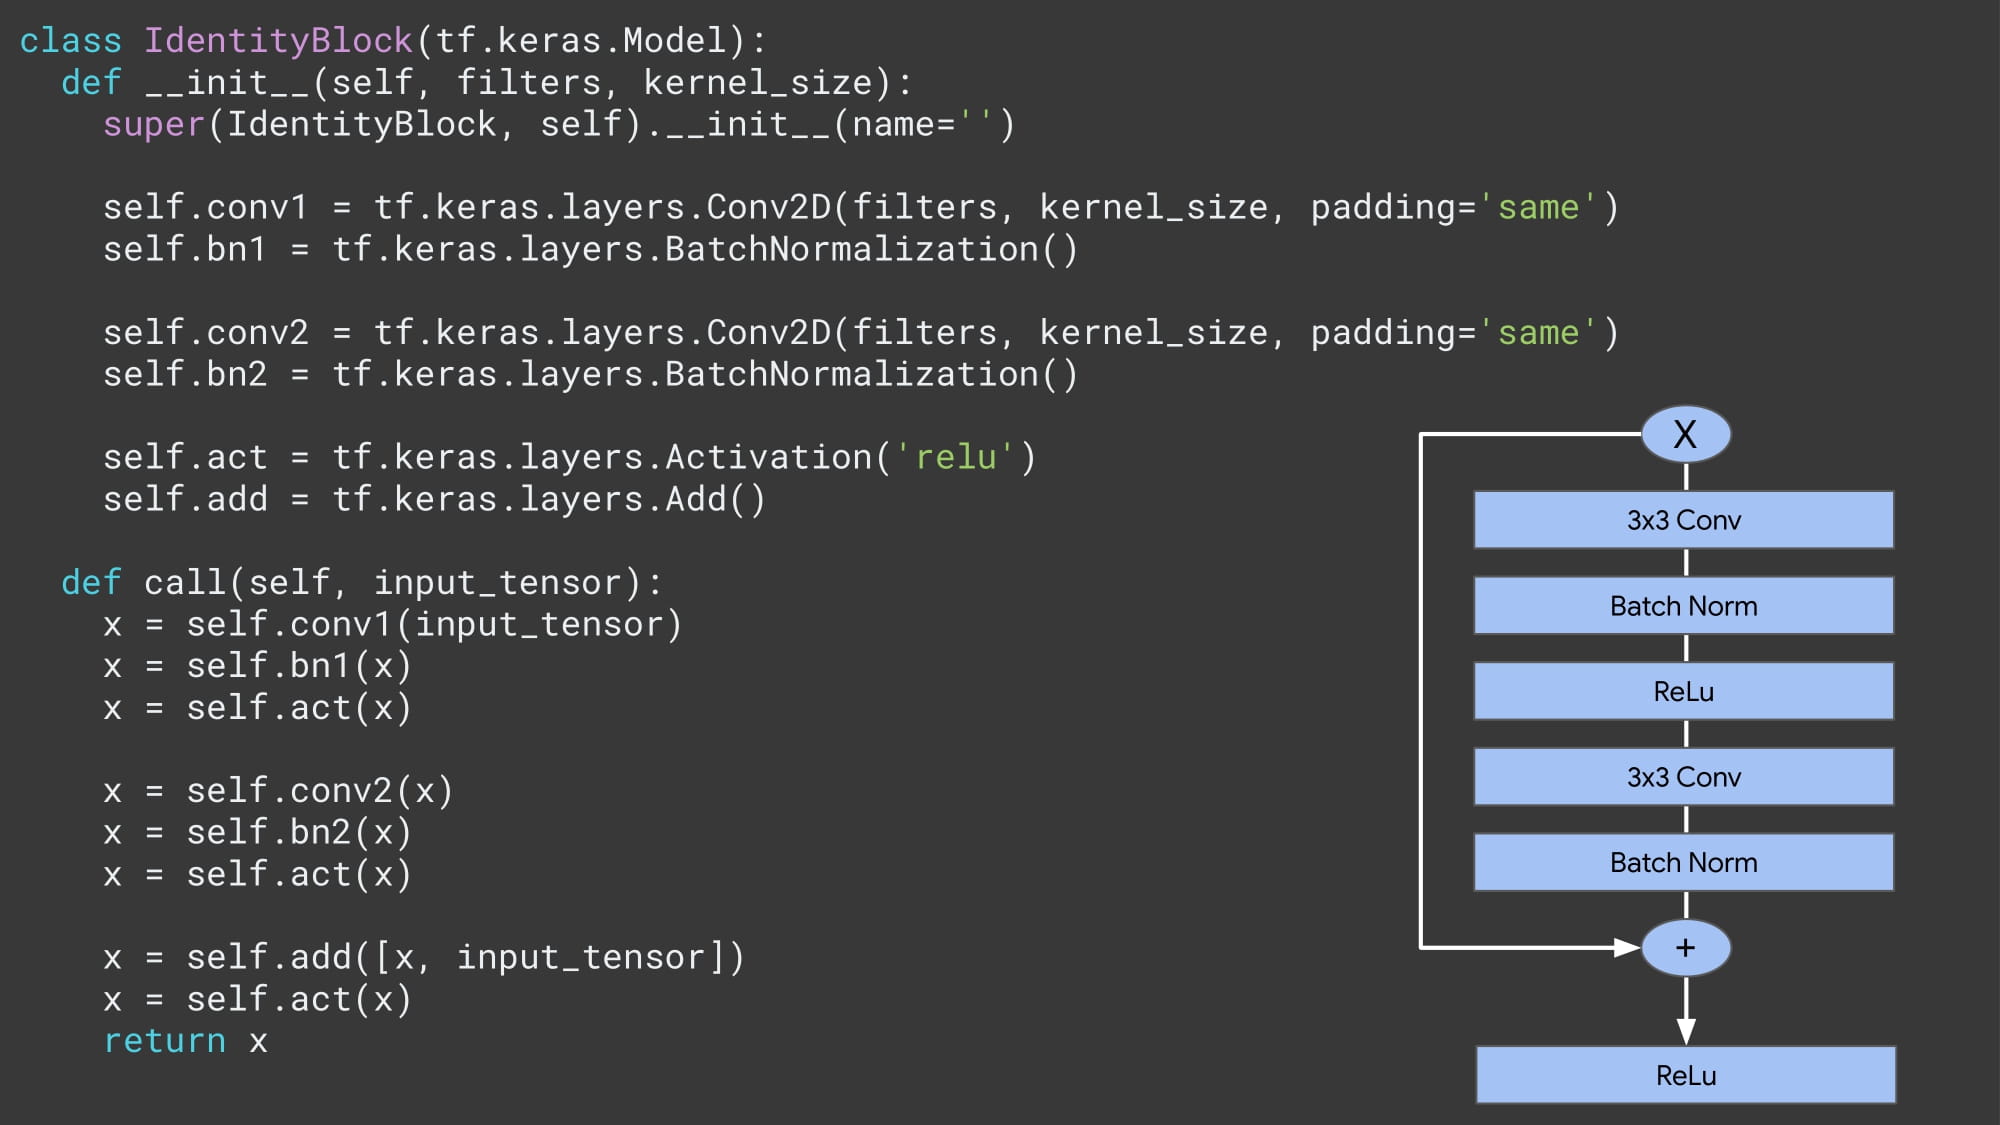 class IdentityBlock(tf.keras.Model):
  def __init__(self, filters, kernel_size):
    super(IdentityBlock, self).__init__(name='')
    self.conv1 = tf.keras.layers.Conv2D(filters, kernel_size, padding='same')
    self.bn1 = tf.keras.layers.BatchNormalization()
    self.conv2 = tf.keras.layers.Conv2D(filters, kernel_size, padding='same')
    self.bn2 = tf.keras.layers.BatchNormalization()
    self.act = tf.keras.layers.Activation('relu')
    self.add = tf.keras.layers.Add()
  def call(self, input_tensor):
    x = self.conv1(input_tensor)
    x = self.bn1(x)
    x = self.act(x)
    x = self.conv2(x)
    x = self.bn2(x)
    x = self.act(x)
    x = self.add([x, input_tensor])
    x = self.act(x)
    return x
X
3x3 Conv
Batch Norm
ReLu
3x3 Conv
Batch Norm
+
ReLu